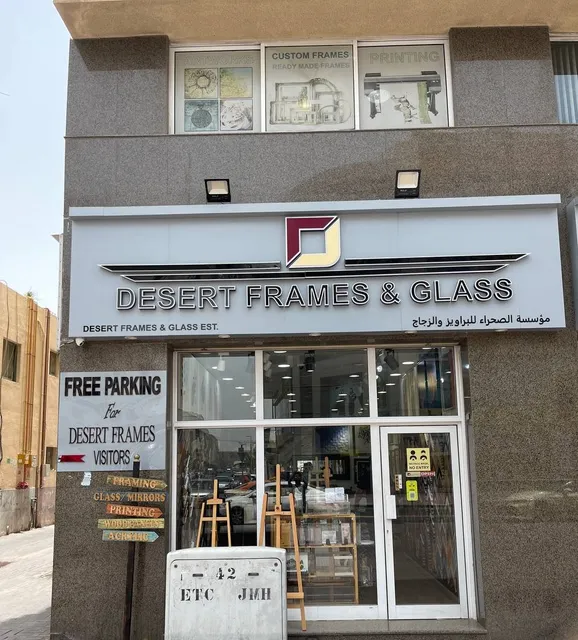 CUSTOM FRAMES
READY MADE FRAMES
PRINTING
DESERT FRAMES & GLASS
DESERT FRAMES & GLASS EST.
مؤسسة الصحراء للبراويز والزجاج
FREE PARKING
For
DESERT FRAMES
VISITORS
FRAMING
GLASS/MIRRORS
PRINTING
ACRYLIC
NO ENTRY
42
ETC JMH